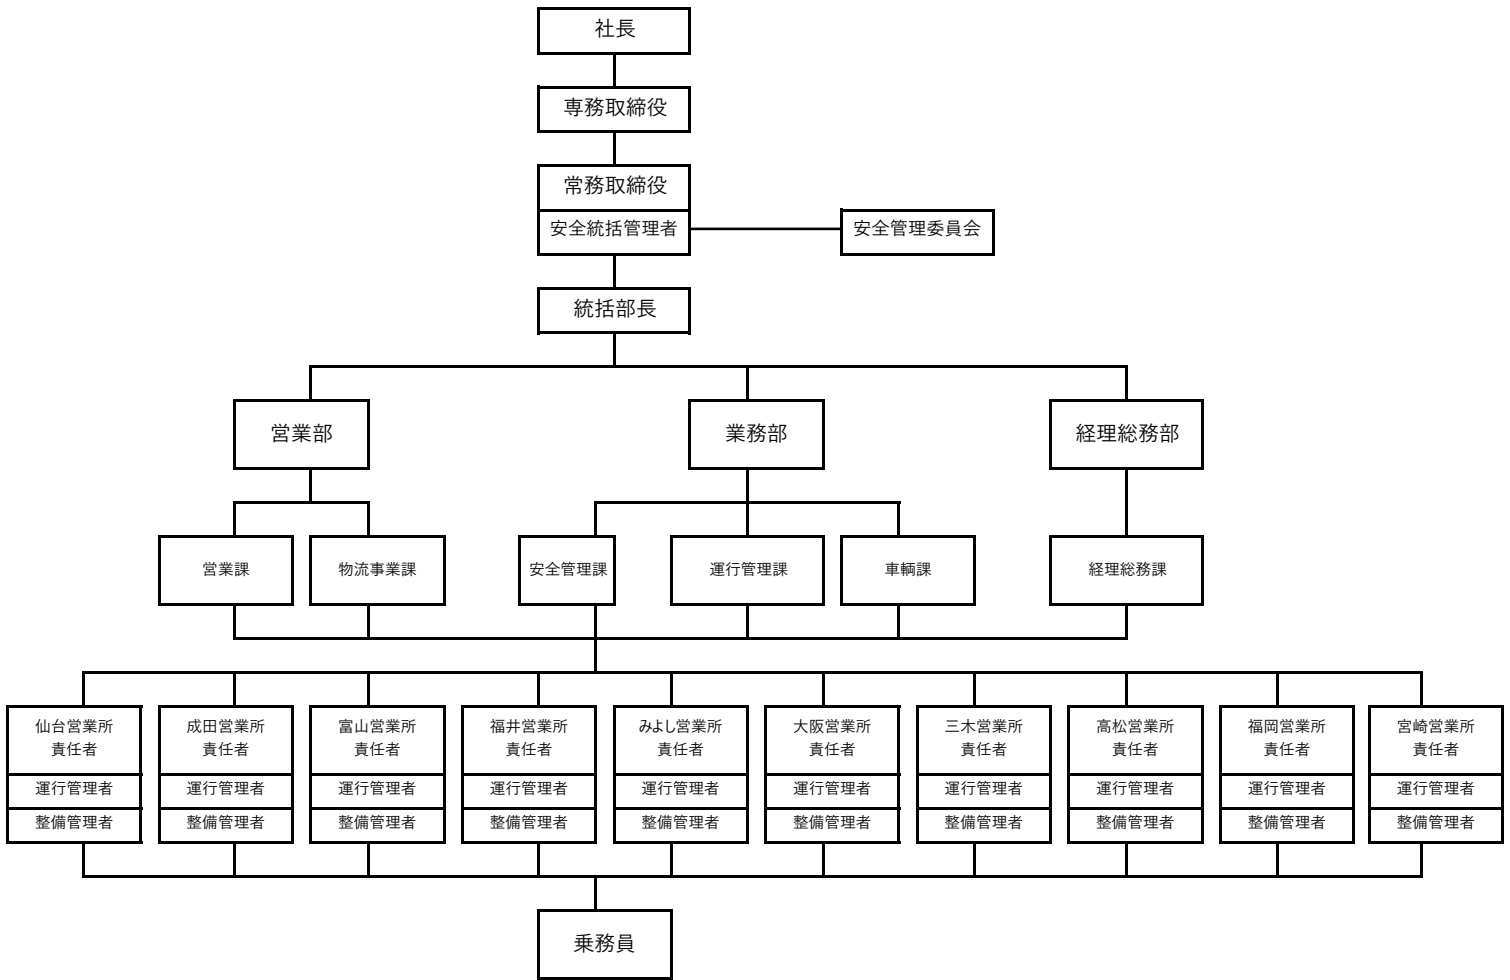 社長
専務取締役
常務取締役
安全統括管理者
安全管理委員会
統括部長
営業部
業務部
経理総務部
営業課
物流事業課
安全管理課
運行管理課
車輌課
経理総務課
仙台営業所
責任者
運行管理者
整備管理者
成田営業所
責任者
運行管理者
整備管理者
富山営業所
責任者
運行管理者
整備管理者
福井営業所
責任者
運行管理者
整備管理者
みよし営業所
責任者
運行管理者
整備管理者
大阪営業所
責任者
運行管理者
整備管理者
三木営業所
責任者
運行管理者
整備管理者
高松営業所
責任者
運行管理者
整備管理者
福岡営業所
責任者
運行管理者
整備管理者
宮崎営業所
責任者
運行管理者
整備管理者
乗務員